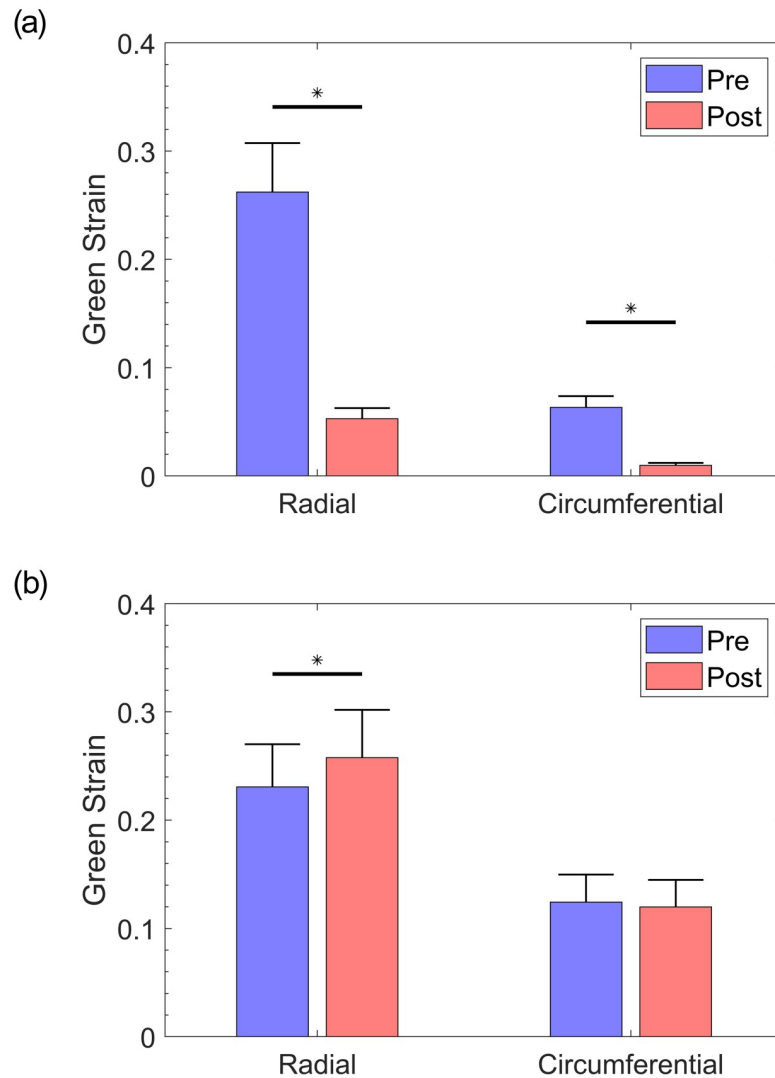 (a)
0.4
0.3
0.2
0.1
0
Green Strain
Pre
Post
*
*
Radial Circumferential
(b)
0.4
0.3
0.2
0.1
0
Green Strain
Pre
Post
*
Radial Circumferential